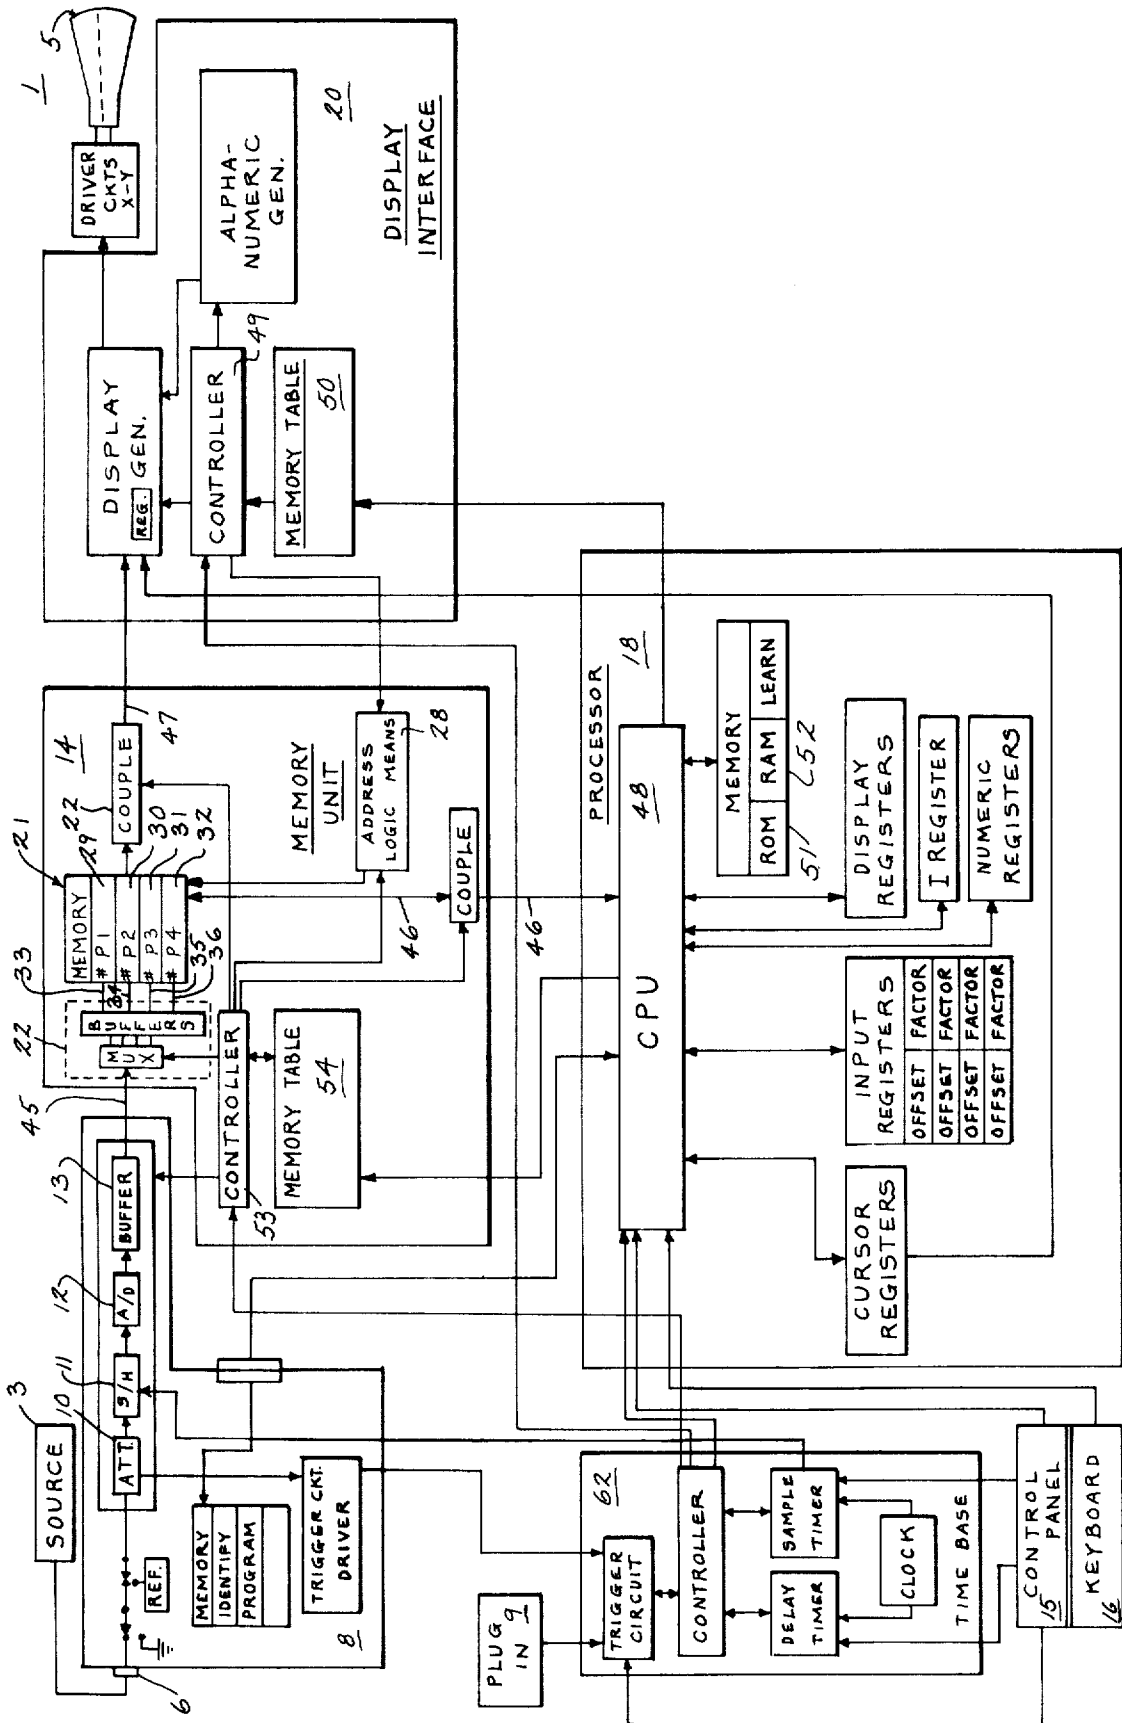 1
5
DRIVER
CKTS
X-Y
DISPLAY
GEN.
REG.
ALPHA-
NUMERIC
GEN.
20
DISPLAY
INTERFACE
CONTROLLER
49
MEMORY TABLE
50
47
14
22
COUPLE
21
MEMORY
# P1
# P2
# P3
# P4
29
30
31
32
33
34
35
36
22
BUFFERS
MUX
45
MEMORY
UNIT
ADDRESS
LOGIC MEANS
28
COUPLE
46
46
CONTROLLER
53
MEMORY TABLE
54
13
BUFFER
12
A/D
11
S/H
10
ATT.
3
SOURCE
REF.
6
MEMORY
IDENTIFY
PROGRAM
TRIGGER CKT.
DRIVER
8
PROCESSOR
18
CPU
48
MEMORY
ROM
RAM
LEARN
51
52
DISPLAY
REGISTERS
I REGISTER
NUMERIC
REGISTERS
INPUT
REGISTERS
OFFSET FACTOR
OFFSET FACTOR
OFFSET FACTOR
OFFSET FACTOR
CURSOR
REGISTERS
PLUG
IN
9
62
TRIGGER
CIRCUIT
CONTROLLER
DELAY
TIMER
SAMPLE
TIMER
CLOCK
TIME BASE
CONTROL
PANEL
15
KEYBOARD
16